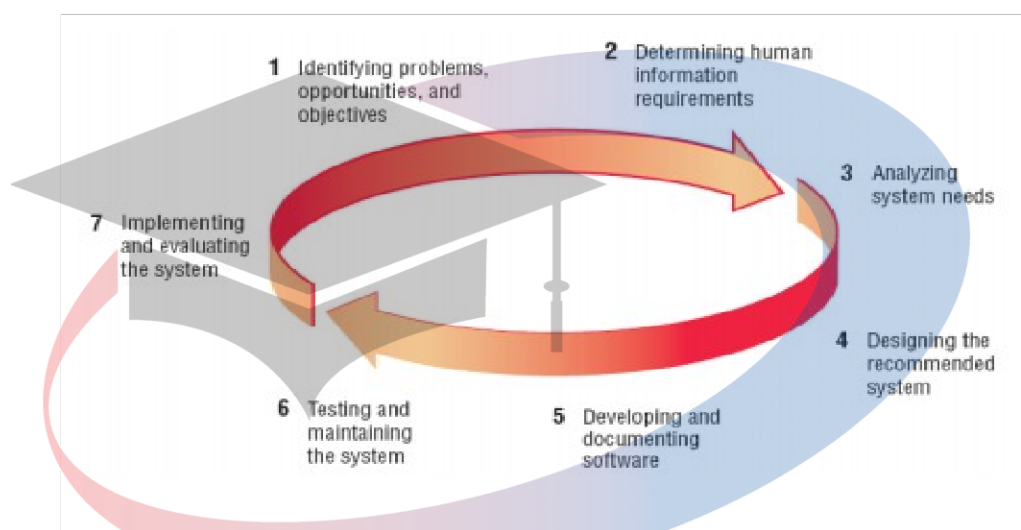 1 Identifying problems,
opportunities, and
objectives
2 Determining human
information
requirements
3 Analyzing
system needs
4 Designing the
recommended
system
5 Developing and
documenting
software
6 Testing and
maintaining
the system
7 Implementing
and evaluating
the system